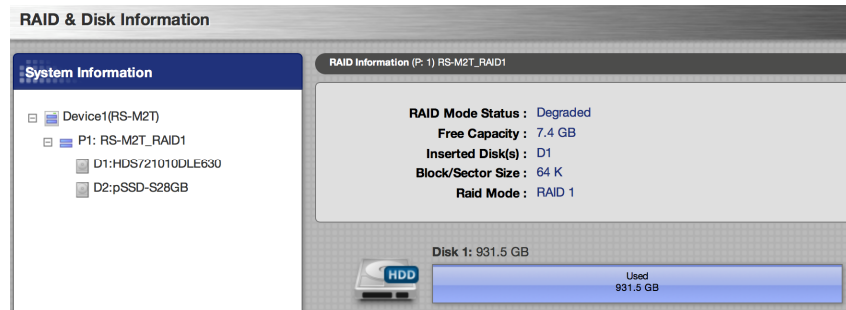 RAID & Disk Information
System Information
Device1(RS-M2T)
P1: RS-M2T_RAID1
D1:HDS721010DLE630
D2:pSSD-S28GB
RAID Information (P: 1) RS-M2T_RAID1
RAID Mode Status : Degraded
Free Capacity : 7.4 GB
Inserted Disk(s) : D1
Block/Sector Size : 64 K
Raid Mode : RAID 1
Disk 1: 931.5 GB
HDD
Used
931.5 GB